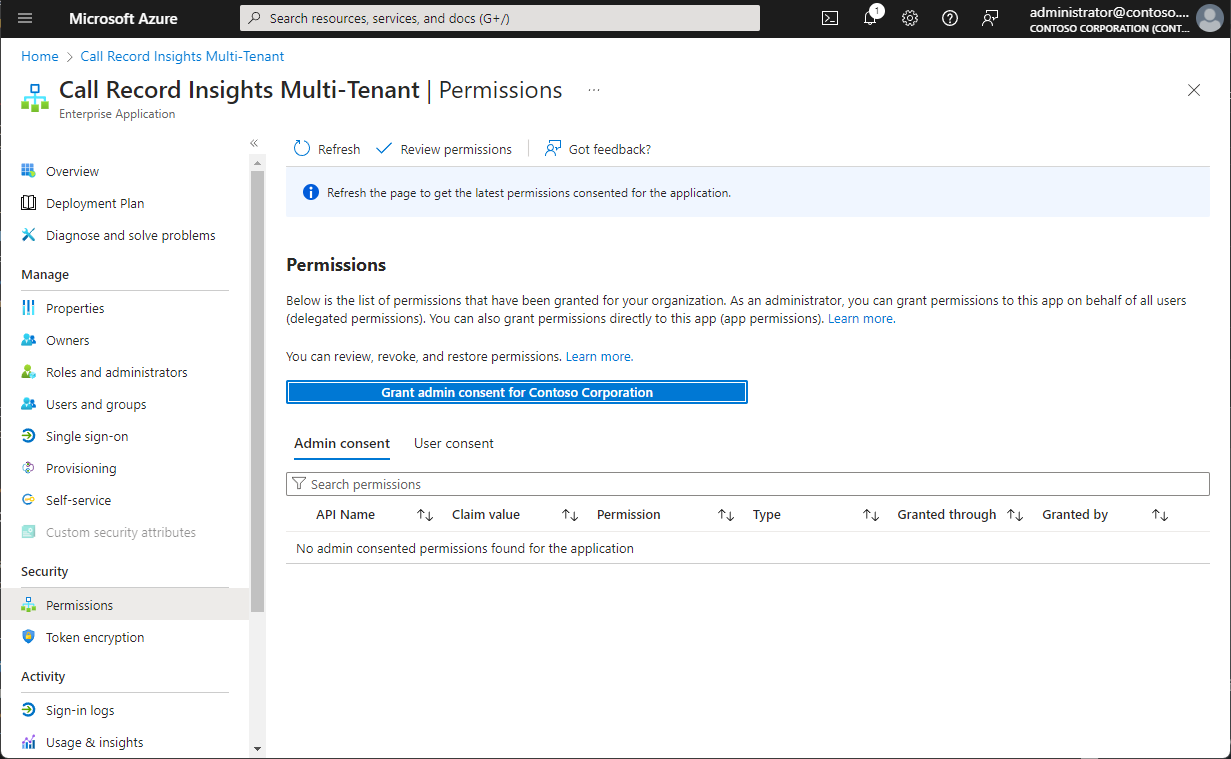 Microsoft Azure
Search resources, services, and docs (G+/)
1
administrator@contoso....
CONTOSO CORPORATION (CONT...
Home > Call Record Insights Multi-Tenant
Call Record Insights Multi-Tenant | Permissions ...
Enterprise Application
Overview
Deployment Plan
Diagnose and solve problems
Manage
Properties
Owners
Roles and administrators
Users and groups
Single sign-on
Provisioning
Self-service
Custom security attributes
Security
Permissions
Token encryption
Activity
Sign-in logs
Usage & insights
Refresh Review permissions Got feedback?
Refresh the page to get the latest permissions consented for the application.
Permissions
Below is the list of permissions that have been granted for your organization. As an administrator, you can grant permissions to this app on behalf of all users
(delegated permissions). You can also grant permissions directly to this app (app permissions). Learn more.
You can review, revoke, and restore permissions. Learn more.
Grant admin consent for Contoso Corporation
Admin consent User consent
Search permissions
API Name Claim value Permission Type Granted through Granted by
No admin consented permissions found for the application